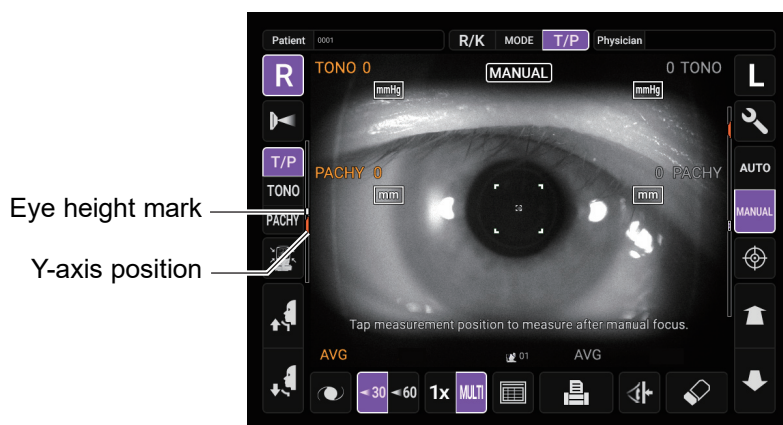 Patient 0001 R/K MODE T/P Physician
R TONO 0 MANUAL 0 TONO L
mmHg mmHg
T/P PACHY 0 0 PACHY AUTO
TONO mm mm
Eye height mark PACHY MANUAL
Y-axis position
Tap measurement position to measure after manual focus.
AVG 01 AVG
30 60 1x MULTI